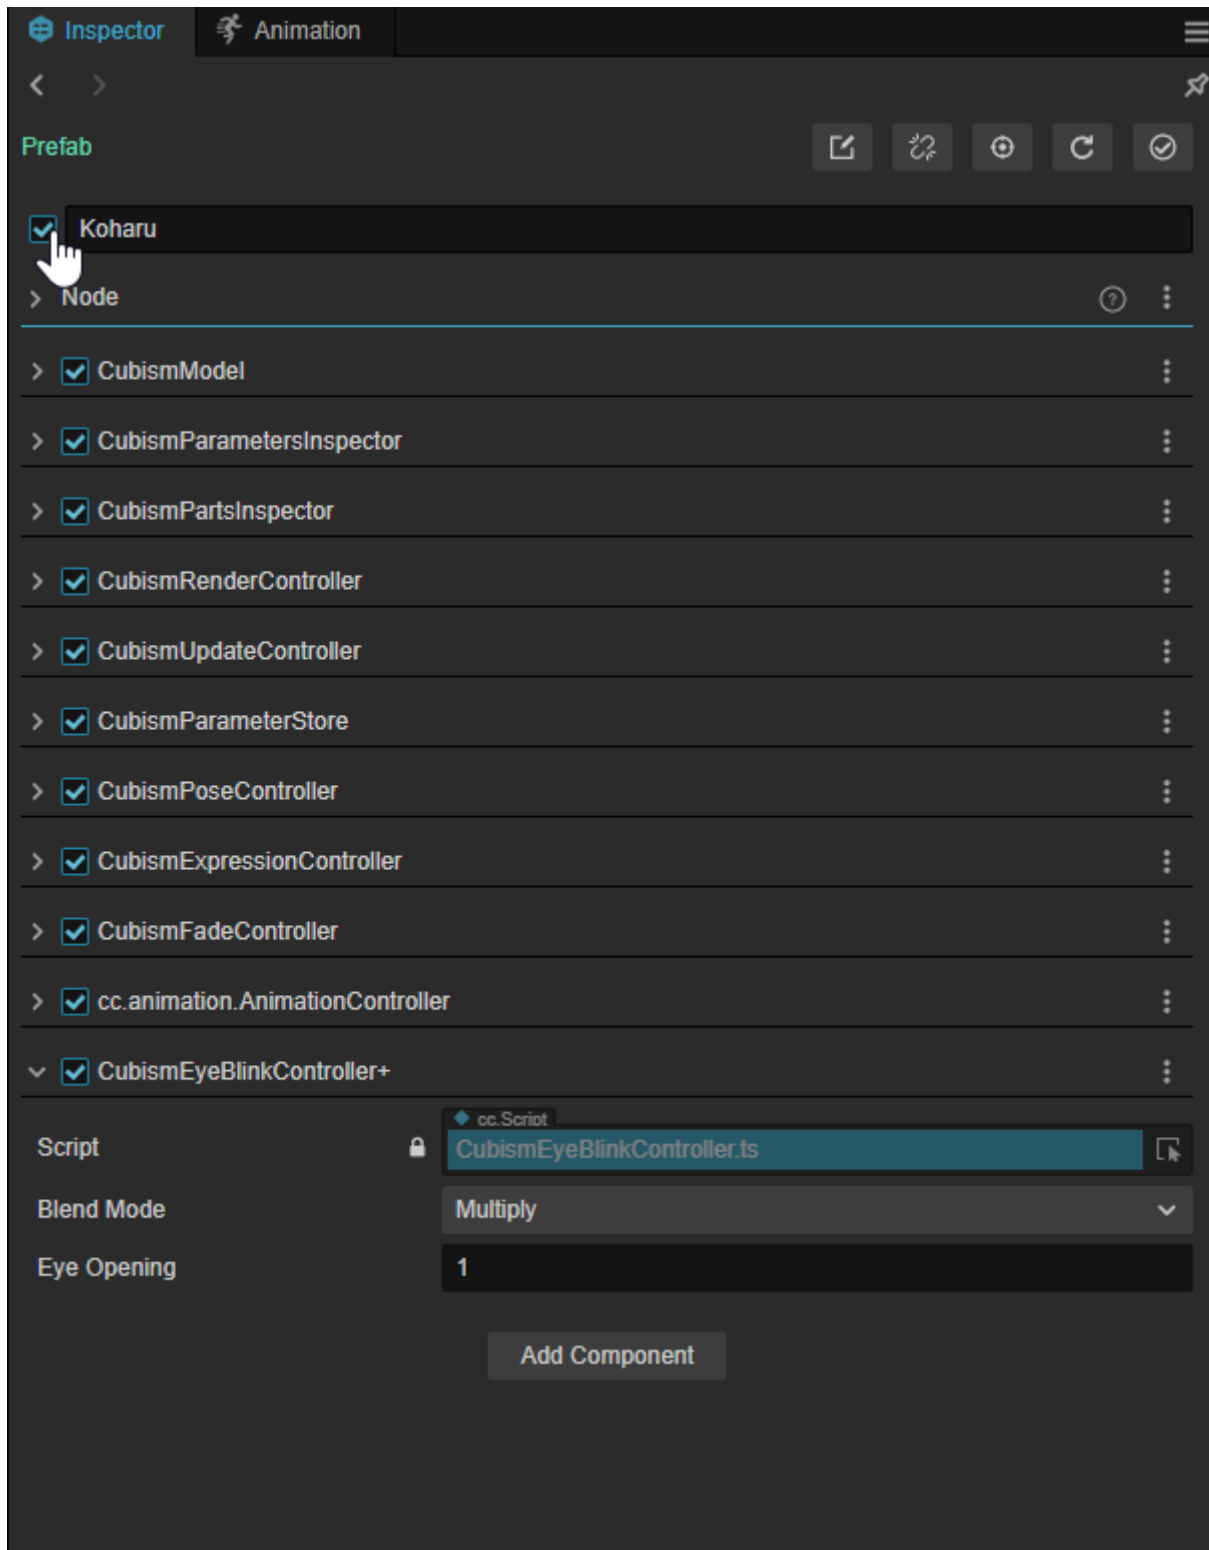 Inspector
Animation
Prefab
Koharu
Node
CubismModel
CubismParametersInspector
CubismPartsInspector
CubismRenderController
CubismUpdateController
CubismParameterStore
CubismPoseController
CubismExpressionController
CubismFadeController
cc.animation.AnimationController
CubismEyeBlinkController+
cc.Script
Script
CubismEyeBlinkController.ts
Blend Mode
Multiply
Eye Opening
1
Add Component